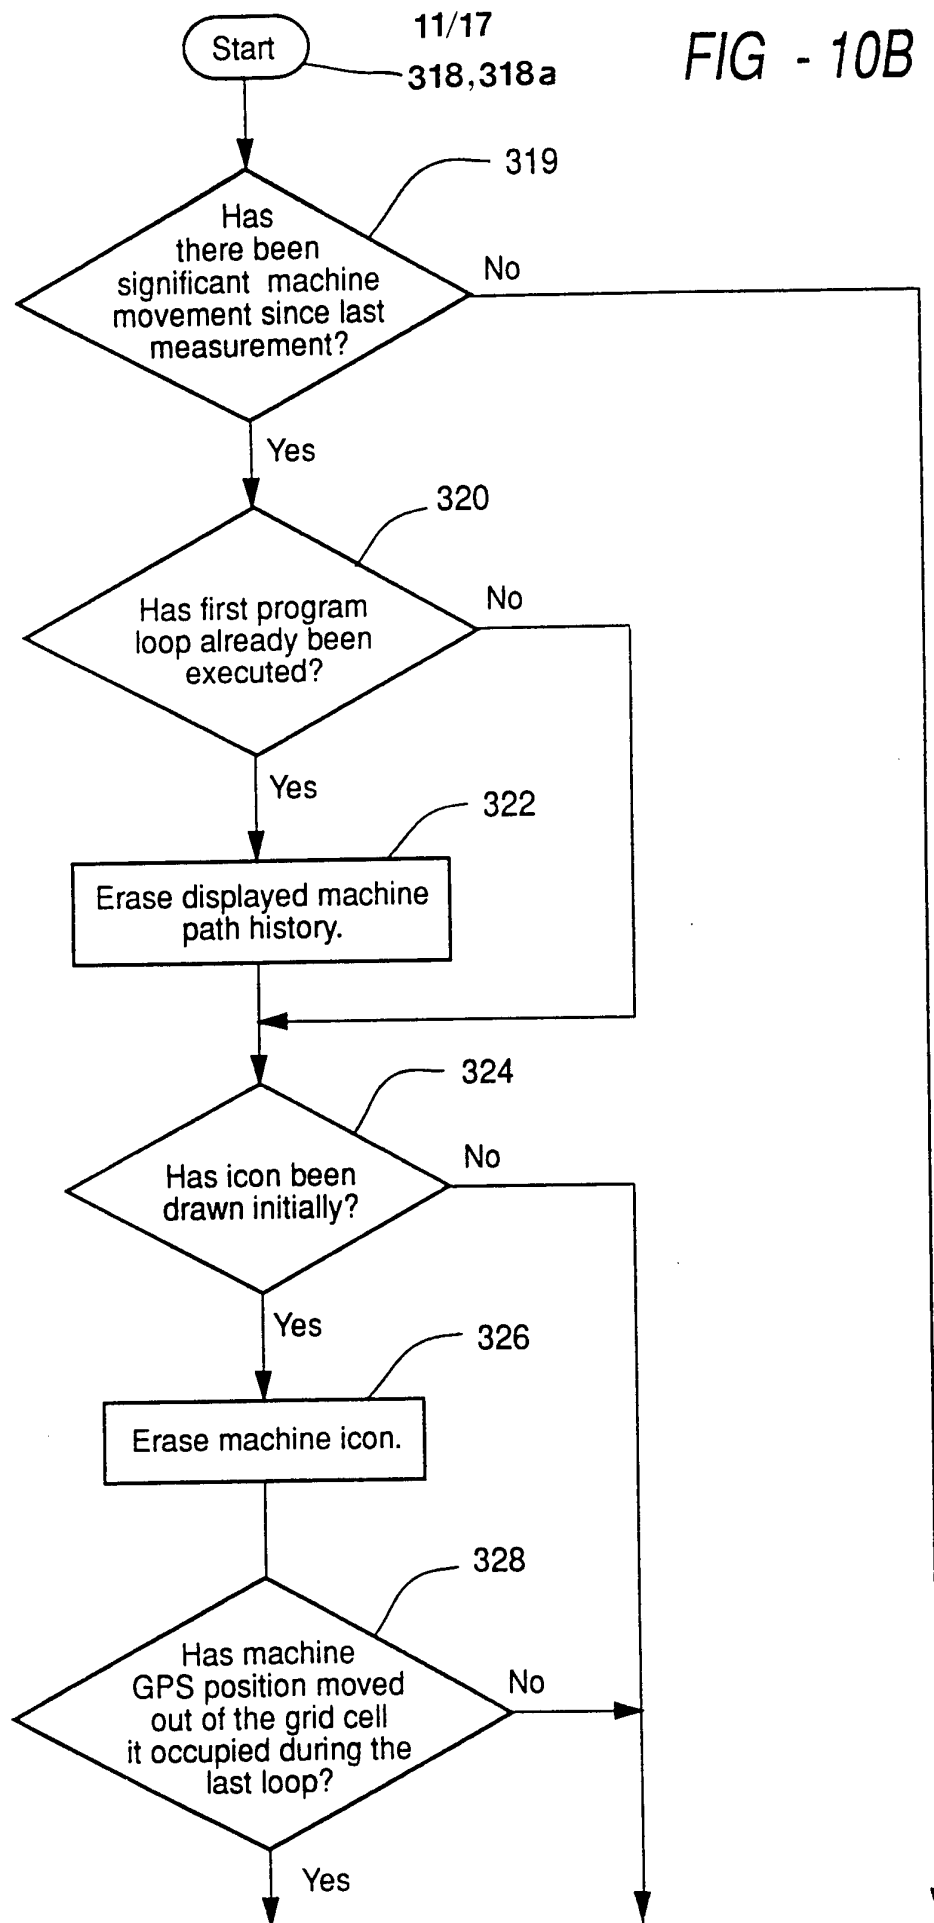 11/17
FIG - 10B
Start
318,318a
319
Has
there been
significant machine
movement since last
measurement?
No
Yes
320
Has first program
loop already been
executed?
No
Yes
322
Erase displayed machine
path history.
324
Has icon been
drawn initially?
No
Yes
326
Erase machine icon.
328
Has machine
GPS position moved
out of the grid cell
it occupied during the
last loop?
No
Yes